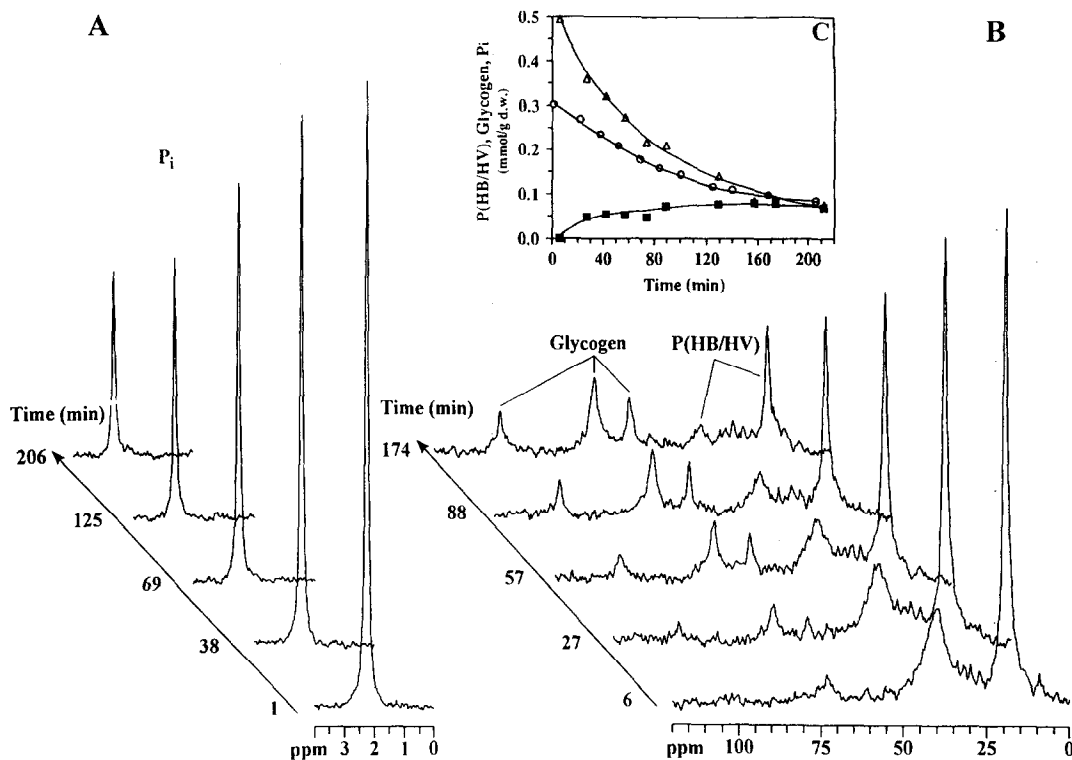 A
P_i
Time (min)
206
125
69
38
1
ppm 3 2 1 0
C
P(HB/HV), Glycogen, Pi
(mmol/g d.w.)
0.5
0.4
0.3
0.2
0.1
0.0
0 40 80 120 160 200
Time (min)
B
Glycogen
P(HB/HV)
Time (min)
174
88
57
27
6
ppm 100 75 50 25 0